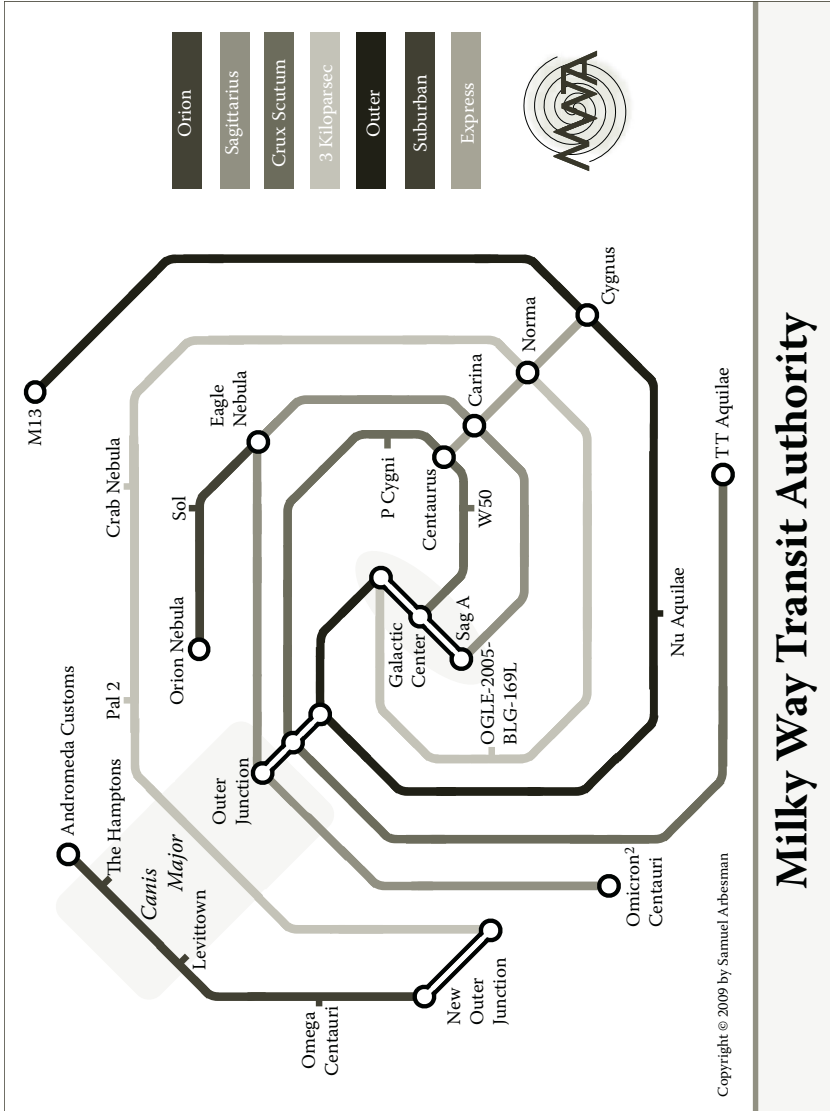 Orion
Sagittarius
Crux Scutum
3 Kiloparsec
Outer
Suburban
Express
MWTA
M13
Cygnus
Norma
Carina
Eagle
Nebula
TT Aquilae
Crab Nebula
Sol
P Cygni
Centaurus
W50
Orion Nebula
Galactic
Center
Sag A
Nu Aquilae
Pal 2
OGLE-2005-
BLG-169L
Andromeda Customs
The Hamptons
Canis
Major
Levittown
Outer
Junction
Omicron²
Centauri
Omega
Centauri
New
Outer
Junction
Copyright © 2009 by Samuel Arbesman
Milky Way Transit Authority